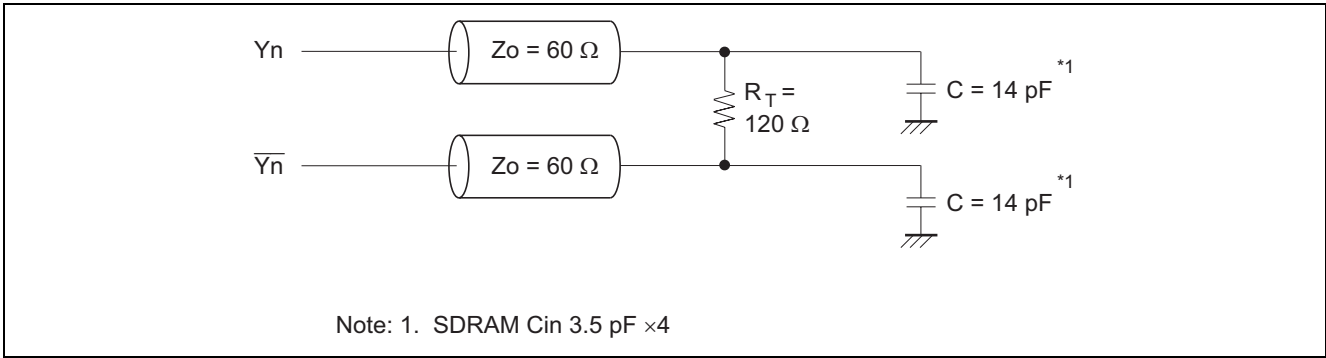 Yn
Zo = 60 Ω
R_T =
120 Ω
C = 14 pF *1
Y̅n̅
Zo = 60 Ω
C = 14 pF *1
Note: 1. SDRAM Cin 3.5 pF ×4